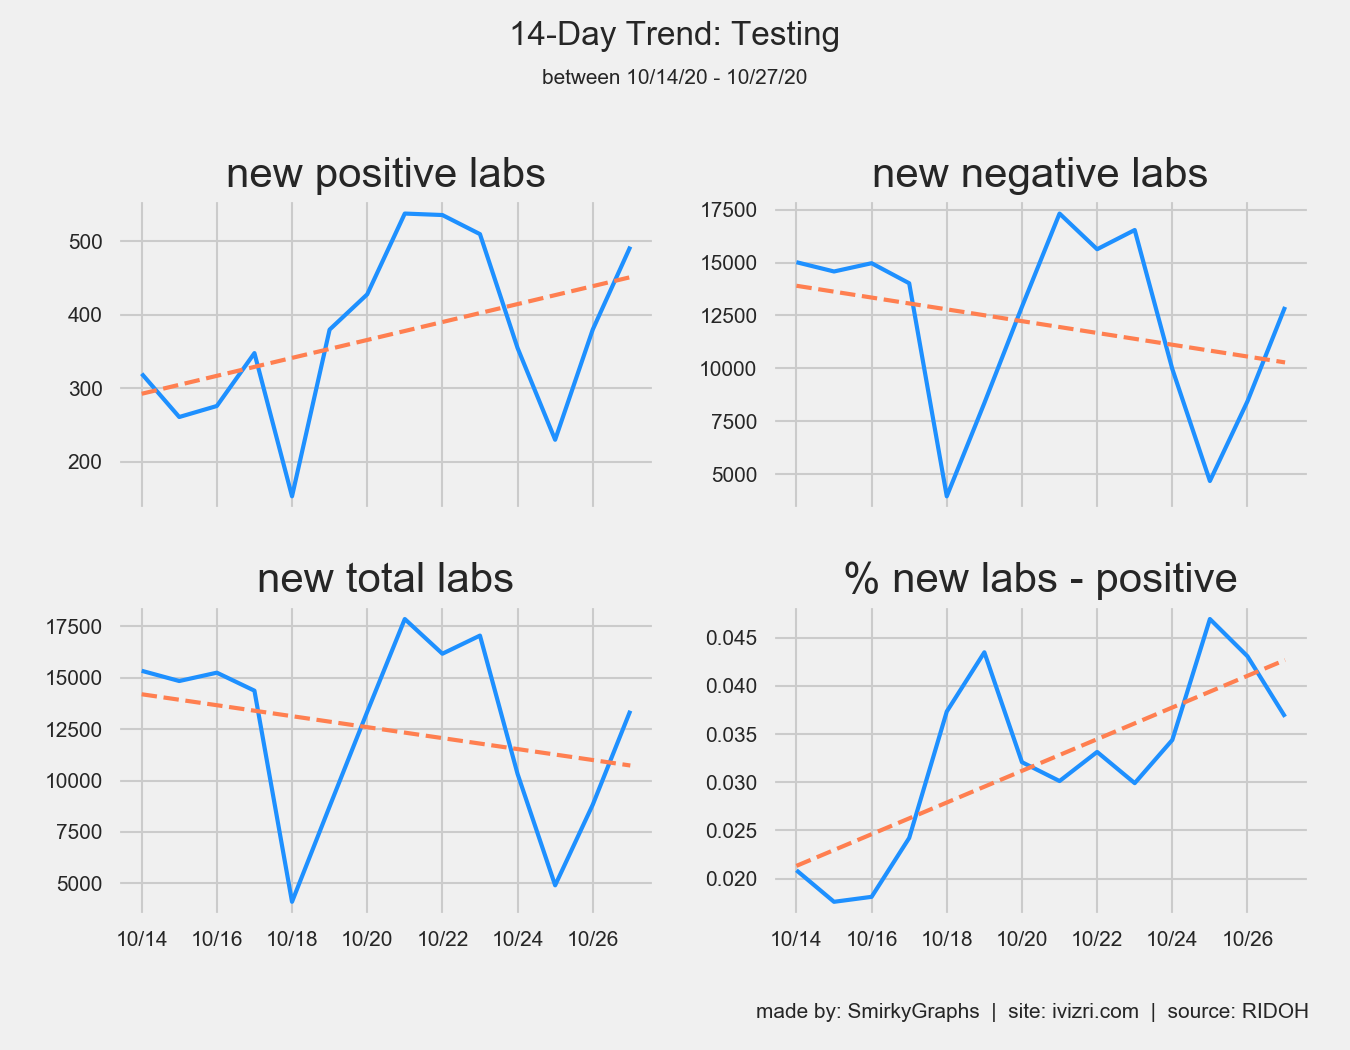 14-Day Trend: Testing
between 10/14/20 - 10/27/20
new positive labs
500
400
300
200
new negative labs
17500
15000
12500
10000
7500
5000
new total labs
17500
15000
12500
10000
7500
5000
10/14 10/16 10/18 10/20 10/22 10/24 10/26
% new labs - positive
0.045
0.040
0.035
0.030
0.025
0.020
10/14 10/16 10/18 10/20 10/22 10/24 10/26
made by: SmirkyGraphs | site: ivizri.com | source: RIDOH